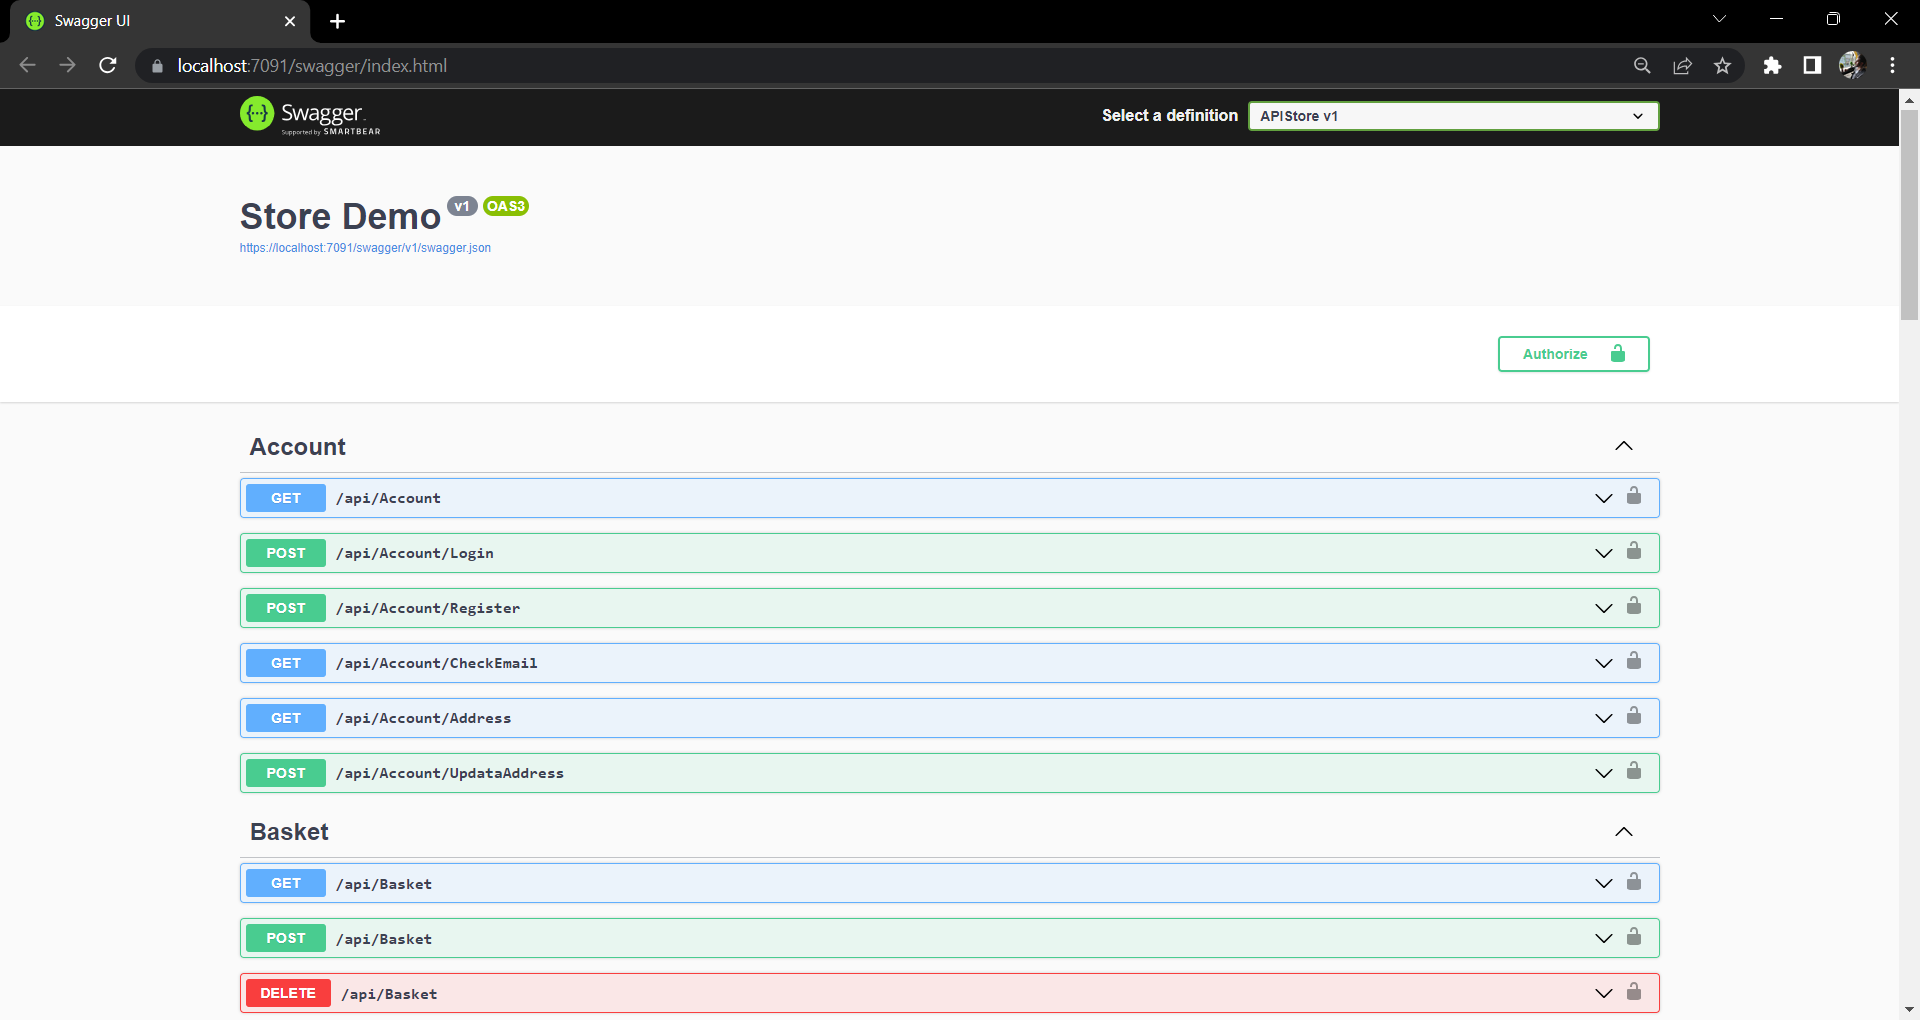 Swagger UI
localhost:7091/swagger/index.html
Swagger
Supported by SMARTBEAR
Select a definition
APIStore v1
Store Demo v1 OAS3
https://localhost:7091/swagger/v1/swagger.json
Authorize
Account
GET /api/Account
POST /api/Account/Login
POST /api/Account/Register
GET /api/Account/CheckEmail
GET /api/Account/Address
POST /api/Account/UpdataAddress
Basket
GET /api/Basket
POST /api/Basket
DELETE /api/Basket